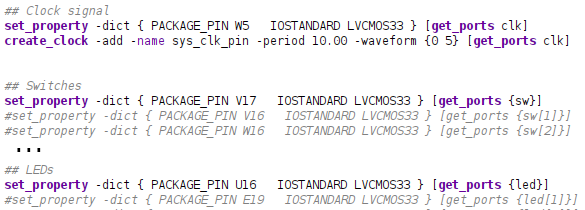 ## Clock signal
set_property -dict { PACKAGE_PIN W5   IOSTANDARD LVCMOS33 } [get_ports clk]
create_clock -add -name sys_clk_pin -period 10.00 -waveform {0 5} [get_ports clk]
## Switches
set_property -dict { PACKAGE_PIN V17   IOSTANDARD LVCMOS33 } [get_ports {sw}]
#set_property -dict { PACKAGE_PIN V16   IOSTANDARD LVCMOS33 } [get_ports {sw[1]}]
#set_property -dict { PACKAGE_PIN W16   IOSTANDARD LVCMOS33 } [get_ports {sw[2]}]
...
## LEDs
set_property -dict { PACKAGE_PIN U16   IOSTANDARD LVCMOS33 } [get_ports {led}]
#set_property -dict { PACKAGE_PIN E19   IOSTANDARD LVCMOS33 } [get_ports {led[1]}]